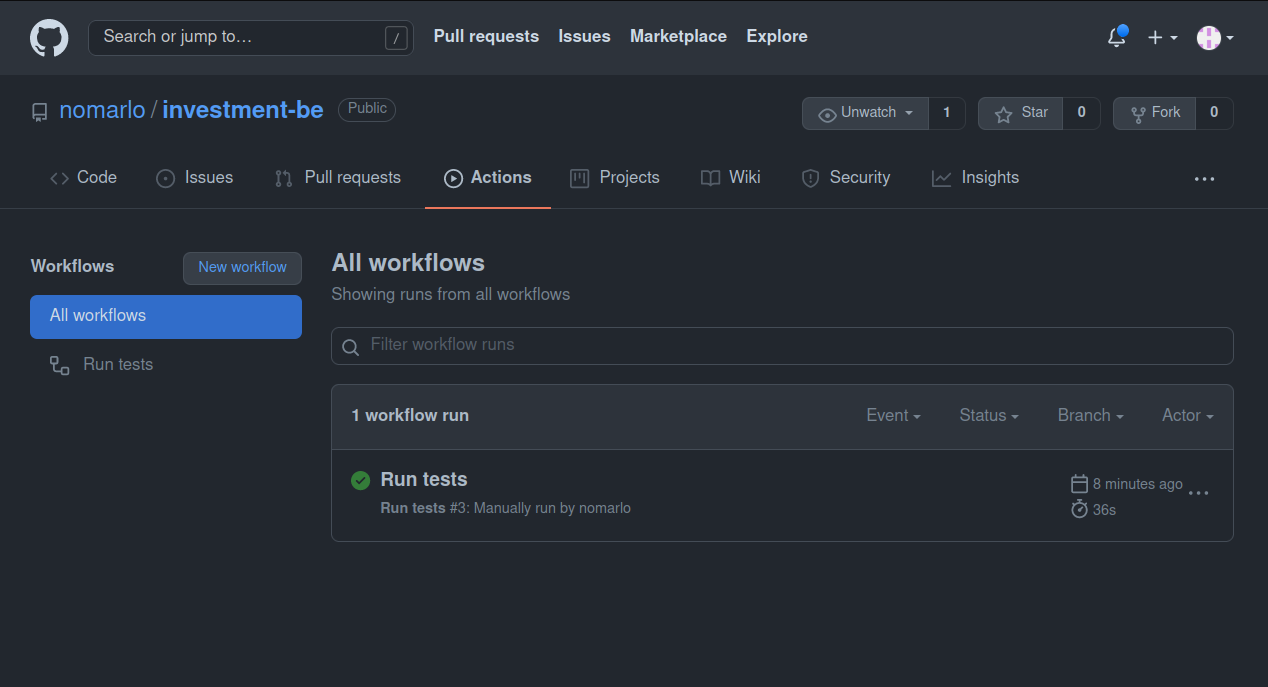 Search or jump to… / Pull requests Issues Marketplace Explore
nomarlo / investment-be Public Unwatch 1 Star 0 Fork 0
Code Issues Pull requests Actions Projects Wiki Security Insights
Workflows New workflow
All workflows
Run tests
All workflows
Showing runs from all workflows
Filter workflow runs
1 workflow run Event Status Branch Actor
Run tests
Run tests #3: Manually run by nomarlo
8 minutes ago
36s